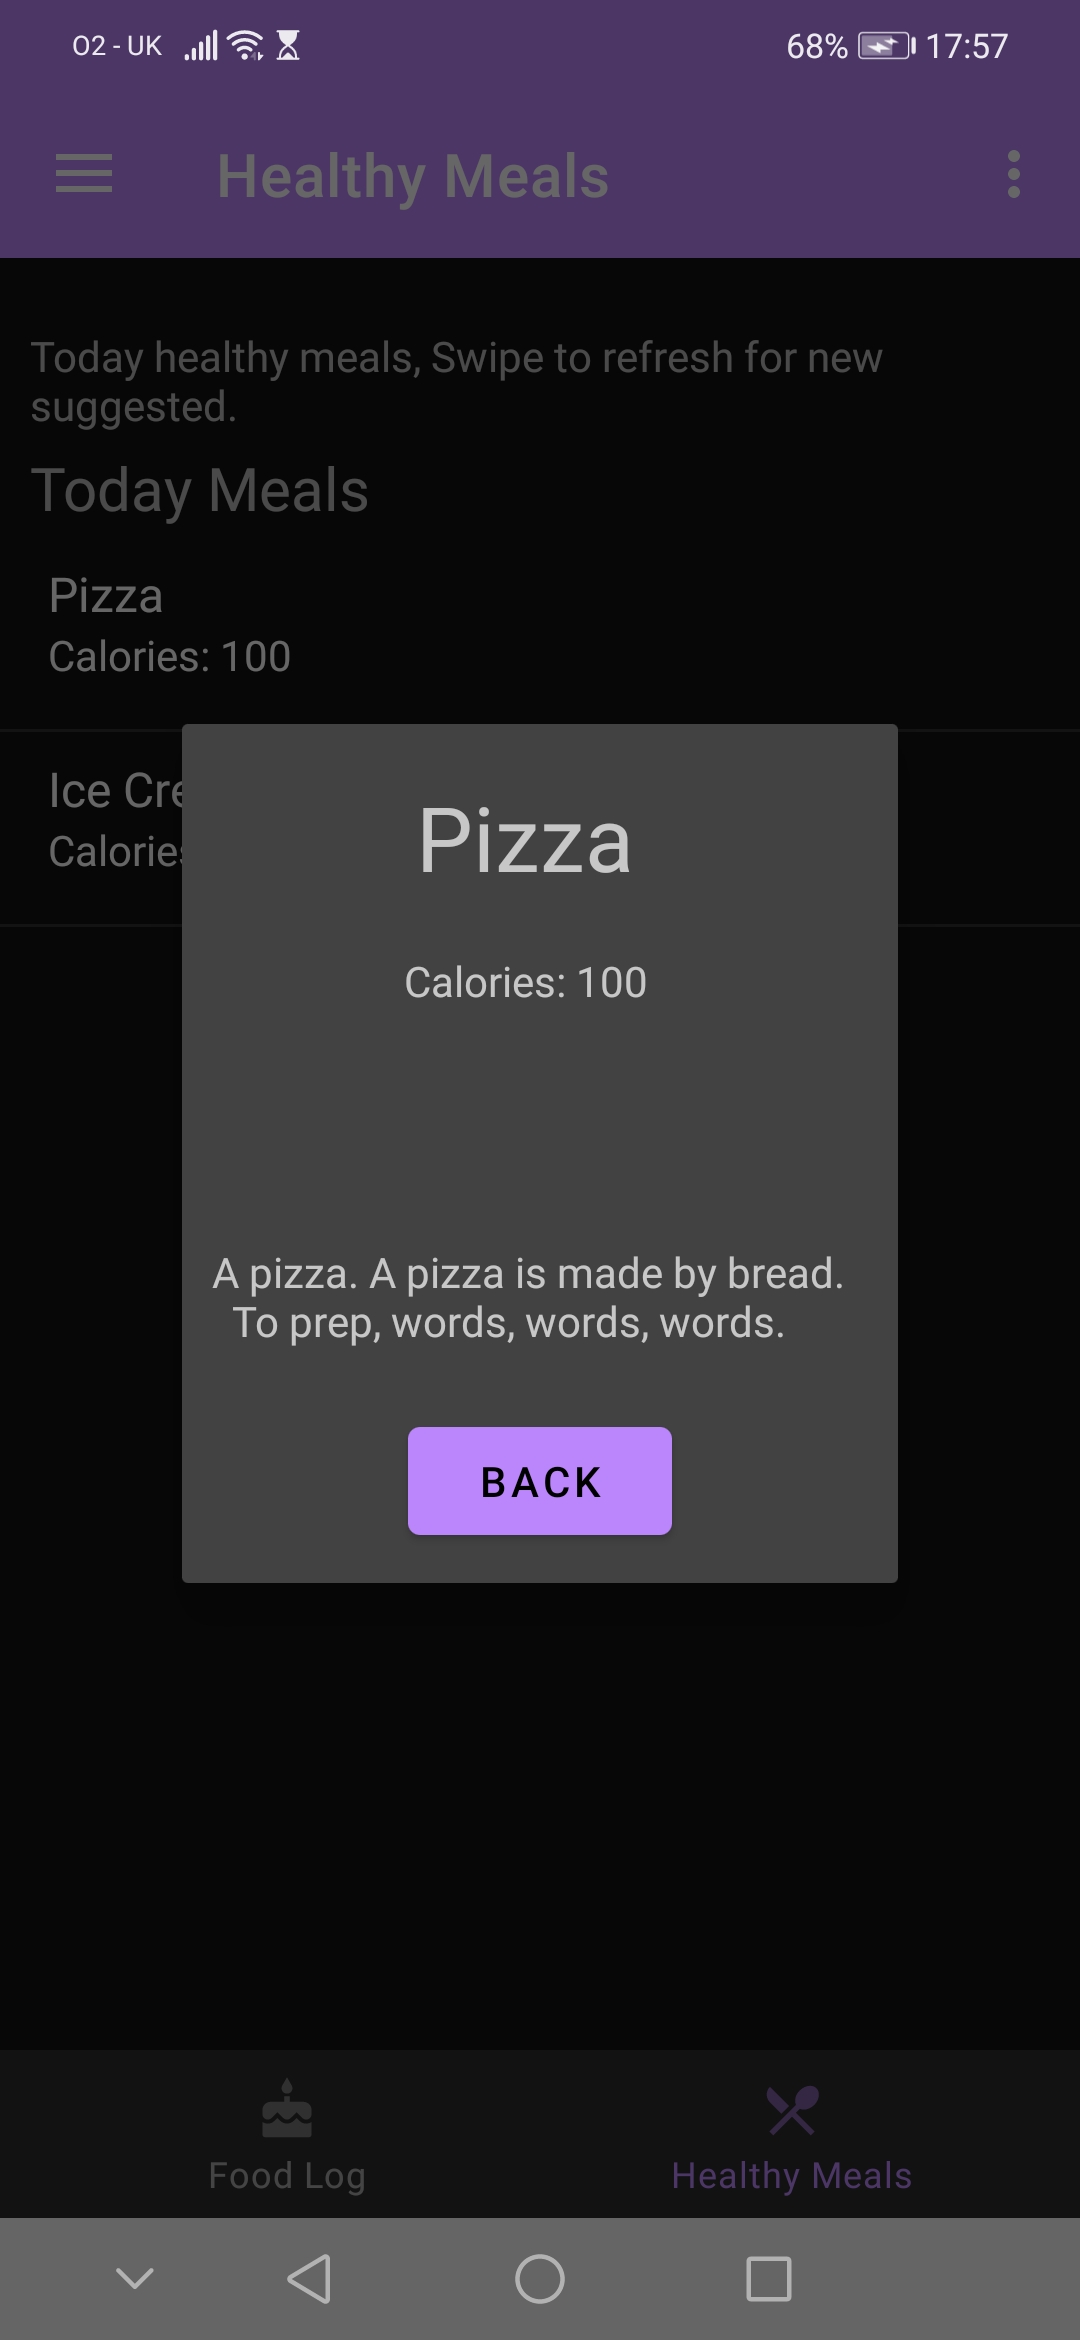 O2 - UK 68% 17:57
Healthy Meals
Today healthy meals, Swipe to refresh for new
suggested.
Today Meals
Pizza
Calories: 100
Ice Cre
Calories
Pizza
Calories: 100
A pizza. A pizza is made by bread.
To prep, words, words, words.
BACK
Food Log
Healthy Meals